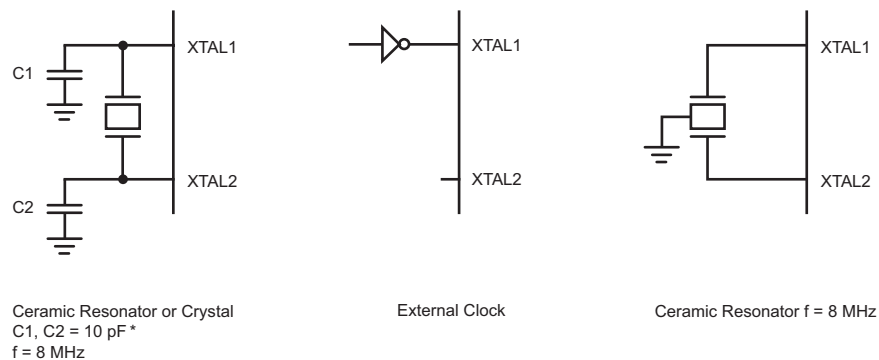 XTAL1
C1
XTAL2
C2
Ceramic Resonator or Crystal
C1, C2 = 10 pF *
f = 8 MHz
XTAL1
XTAL2
External Clock
XTAL1
XTAL2
Ceramic Resonator f = 8 MHz